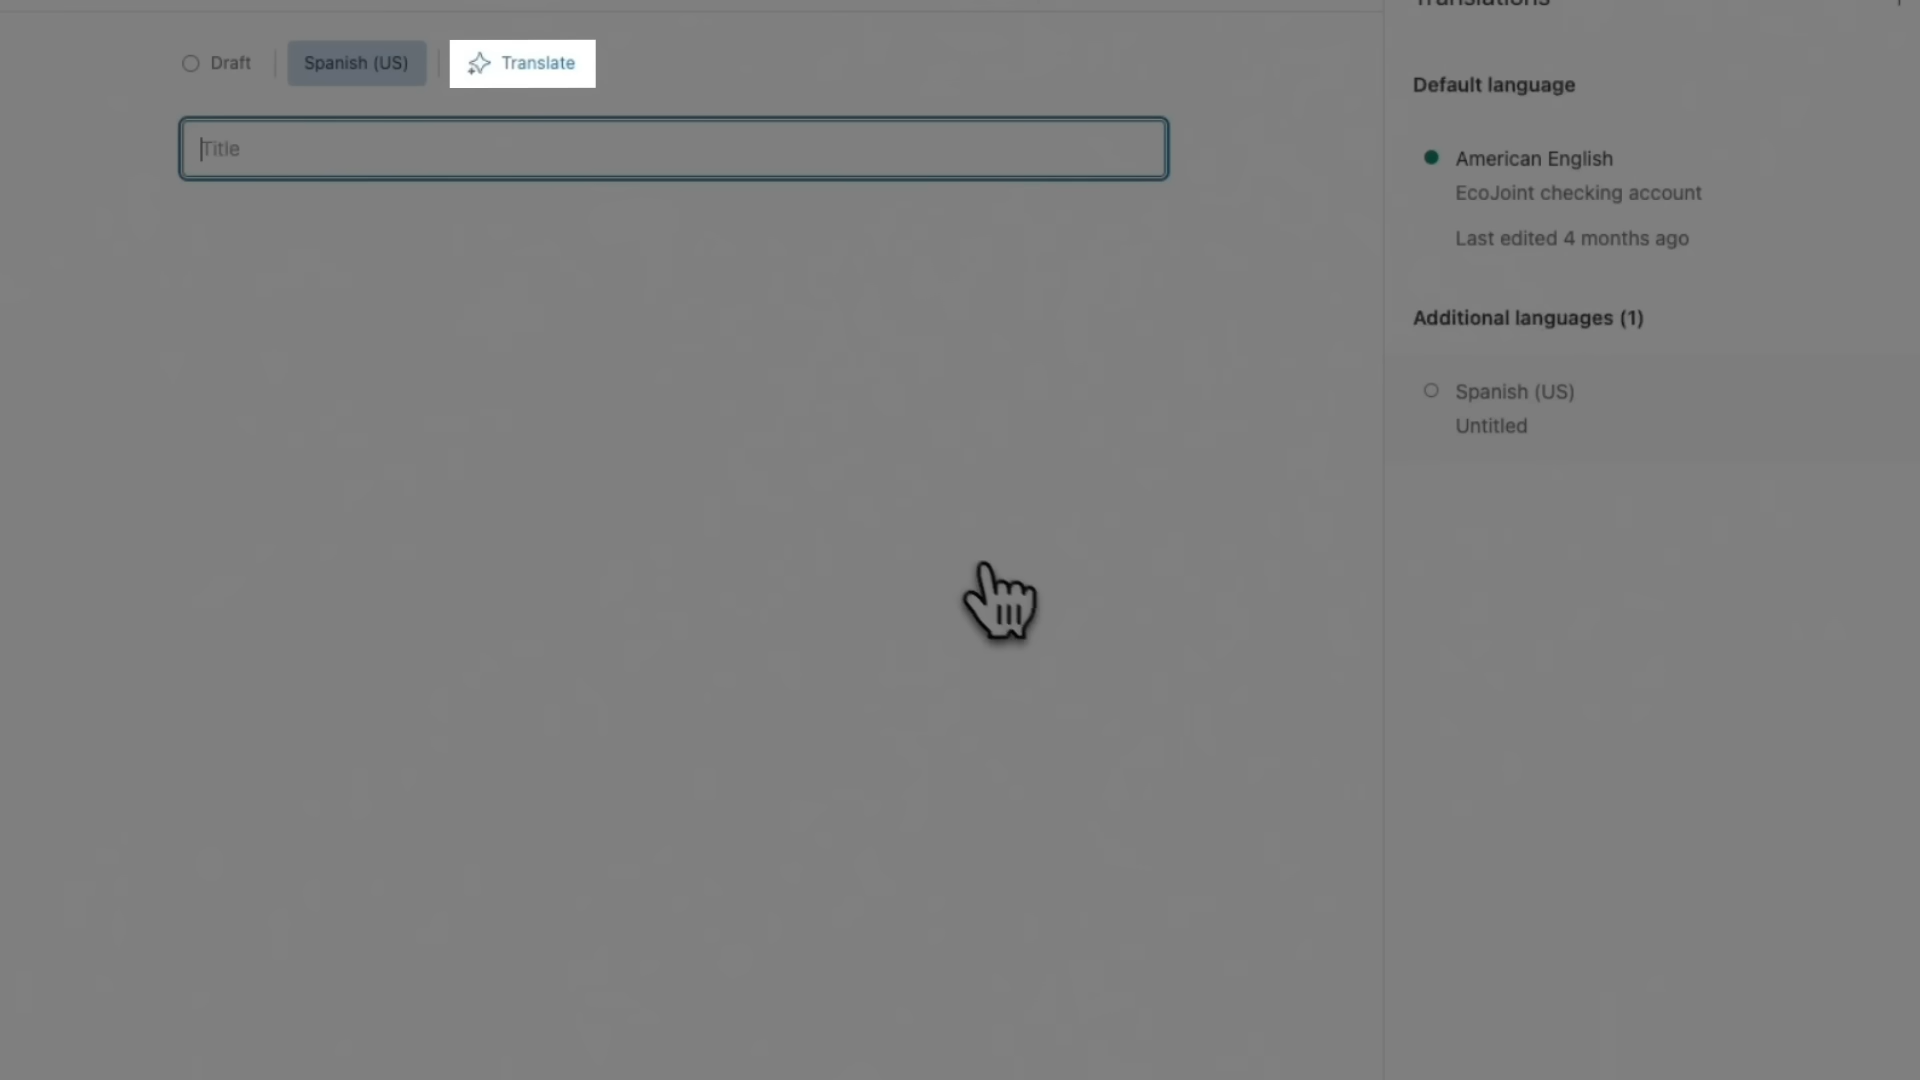 Translations
Draft
Spanish (US)
Translate
Title
Default language
American English
EcoJoint checking account
Last edited 4 months ago
Additional languages (1)
Spanish (US)
Untitled